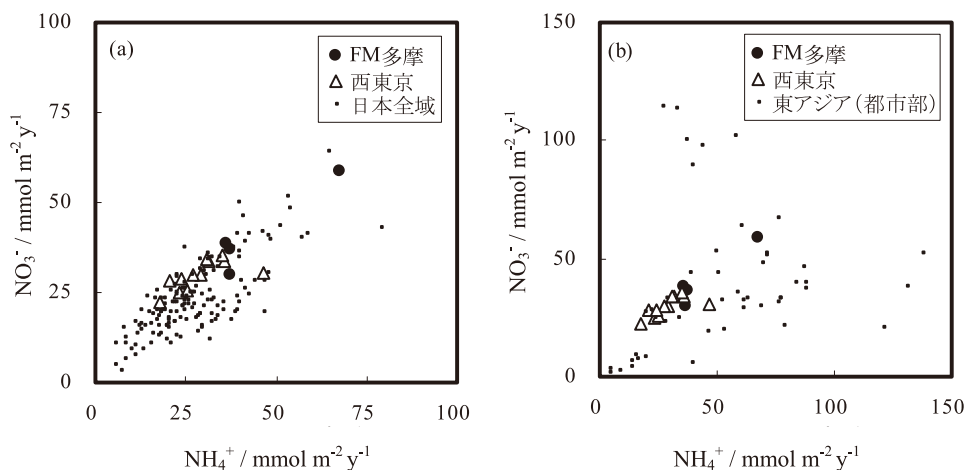 (a)
FM多摩
西東京
日本全域
100
75
50
25
0
NO₃⁻ / mmol m⁻² y⁻¹
0 25 50 75 100
NH₄⁺ / mmol m⁻² y⁻¹
(b)
FM多摩
西東京
東アジア(都市部)
150
100
50
0
NO₃⁻ / mmol m⁻² y⁻¹
0 50 100 150
NH₄⁺ / mmol m⁻² y⁻¹